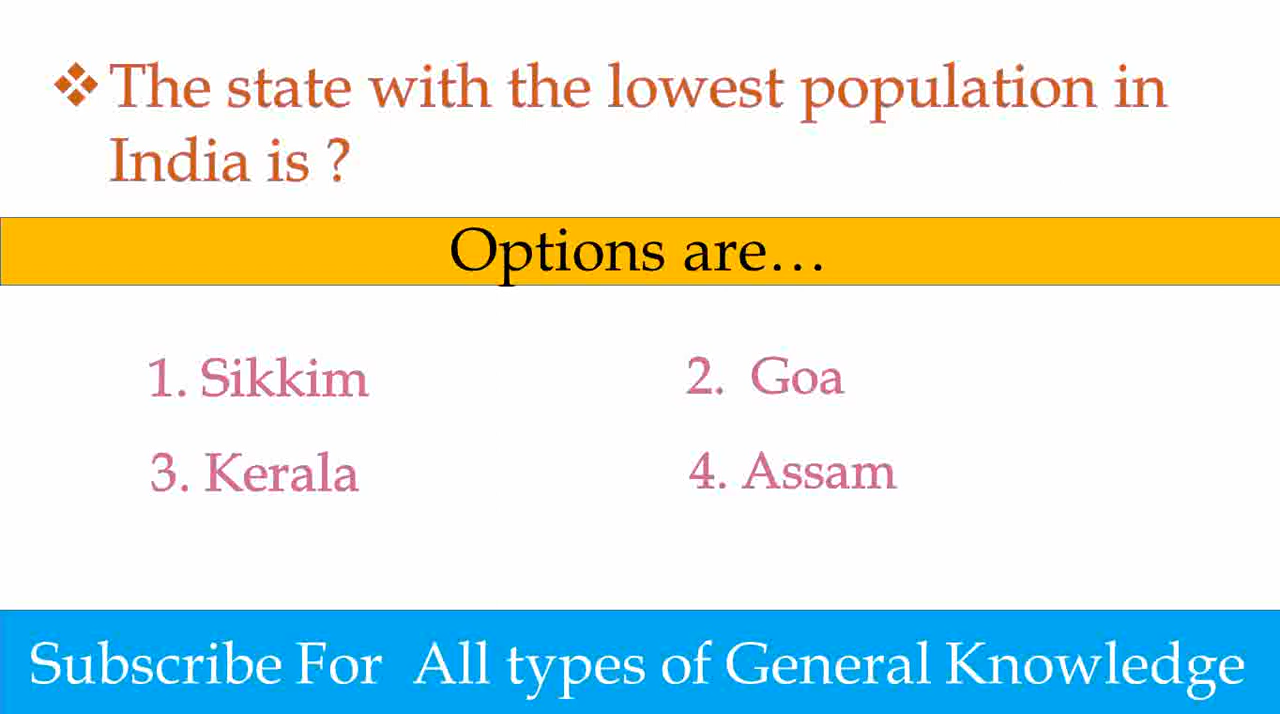 ❖ The state with the lowest population in
India is ?
Options are...
1. Sikkim 2. Goa
3. Kerala 4. Assam
Subscribe For All types of General Knowledge